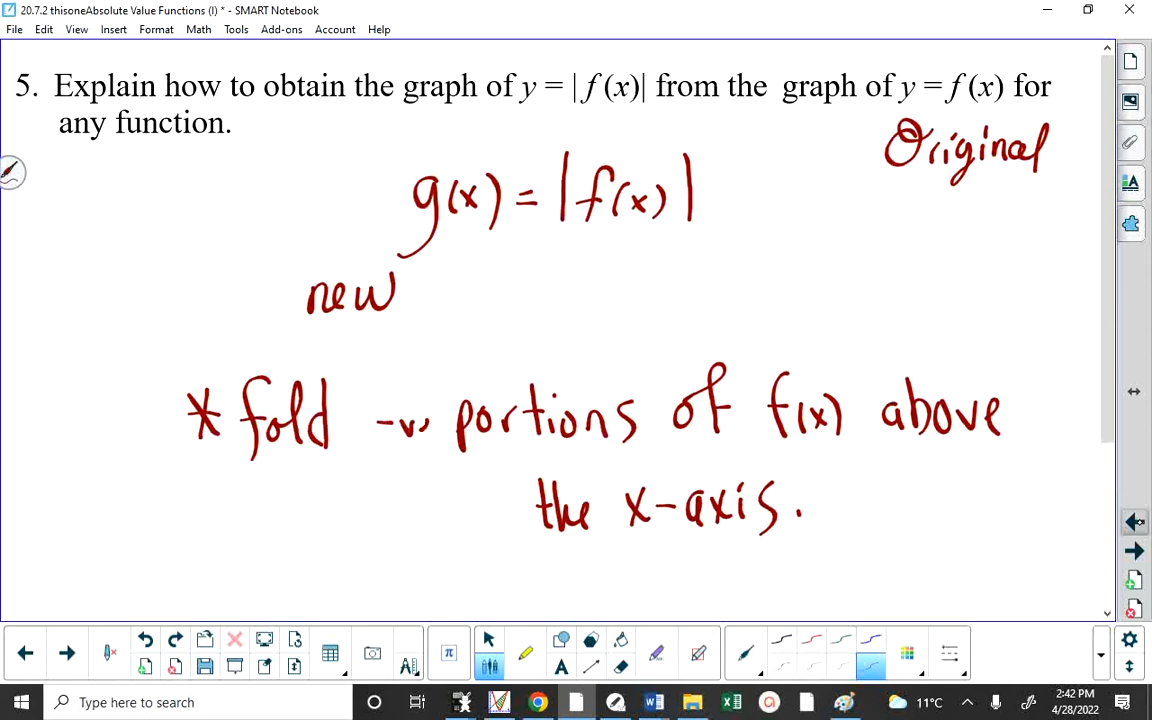 20.7.2 thisoneAbsolute Value Functions (I) * - SMART Notebook
File Edit View Insert Format Math Tools Add-ons Account Help
5. Explain how to obtain the graph of y = | f (x)| from the graph of y = f (x) for
any function.
Original
g(x) = |f(x)|
new
* fold -ve portions of f(x) above
the x-axis.
Type here to search
11°C
2:42 PM
4/28/2022